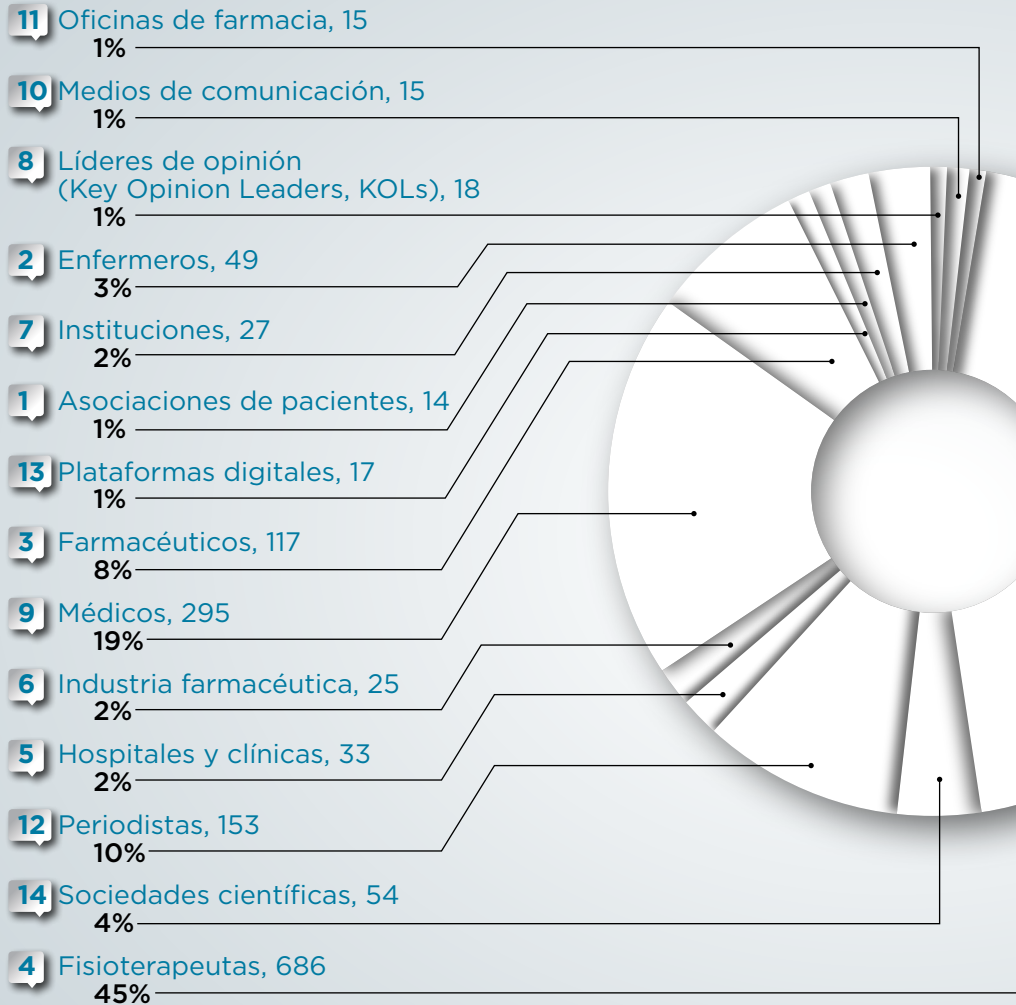 11 Oficinas de farmacia, 15
1%
10 Medios de comunicación, 15
1%
8 Líderes de opinión
(Key Opinion Leaders, KOLs), 18
1%
2 Enfermeros, 49
3%
7 Instituciones, 27
2%
1 Asociaciones de pacientes, 14
1%
13 Plataformas digitales, 17
1%
3 Farmacéuticos, 117
8%
9 Médicos, 295
19%
6 Industria farmacéutica, 25
2%
5 Hospitales y clínicas, 33
2%
12 Periodistas, 153
10%
14 Sociedades científicas, 54
4%
4 Fisioterapeutas, 686
45%